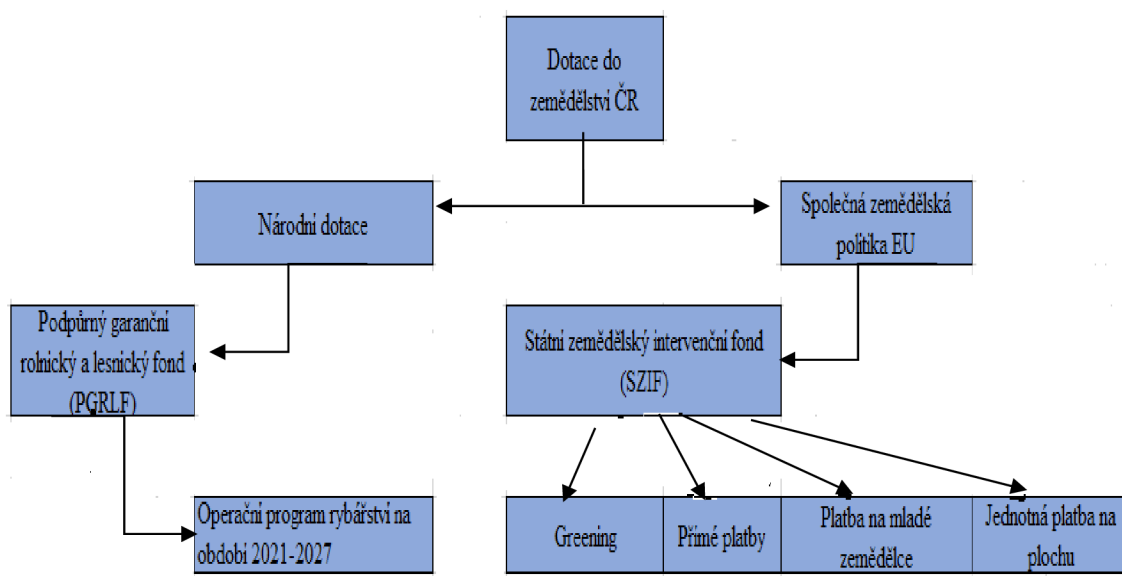 Dotace do
zemědělství ČR
Národní dotace
Společná zemědělská
politika EU
Podpůrný garanční
rolnický a lesnický fond
(PGRLF)
Státní zemědělský intervenční fond
(SZIF)
Operační program rybářství na
období 2021-2027
Greening
Přímé platby
Platba na mladé
zemědělce
Jednotná platba na
plochu